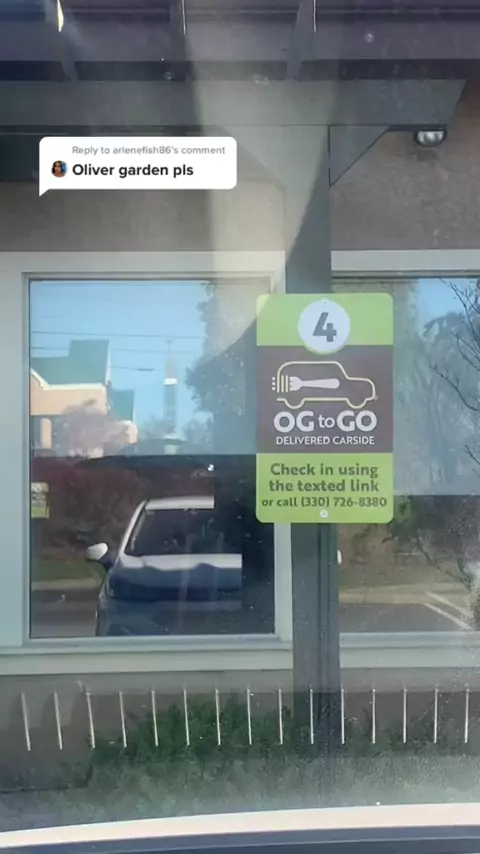 Reply to arlenefish86's comment
Oliver garden pls
4
OG to GO
DELIVERED CARSIDE
Check in using
the texted link
or call (330) 726-8380